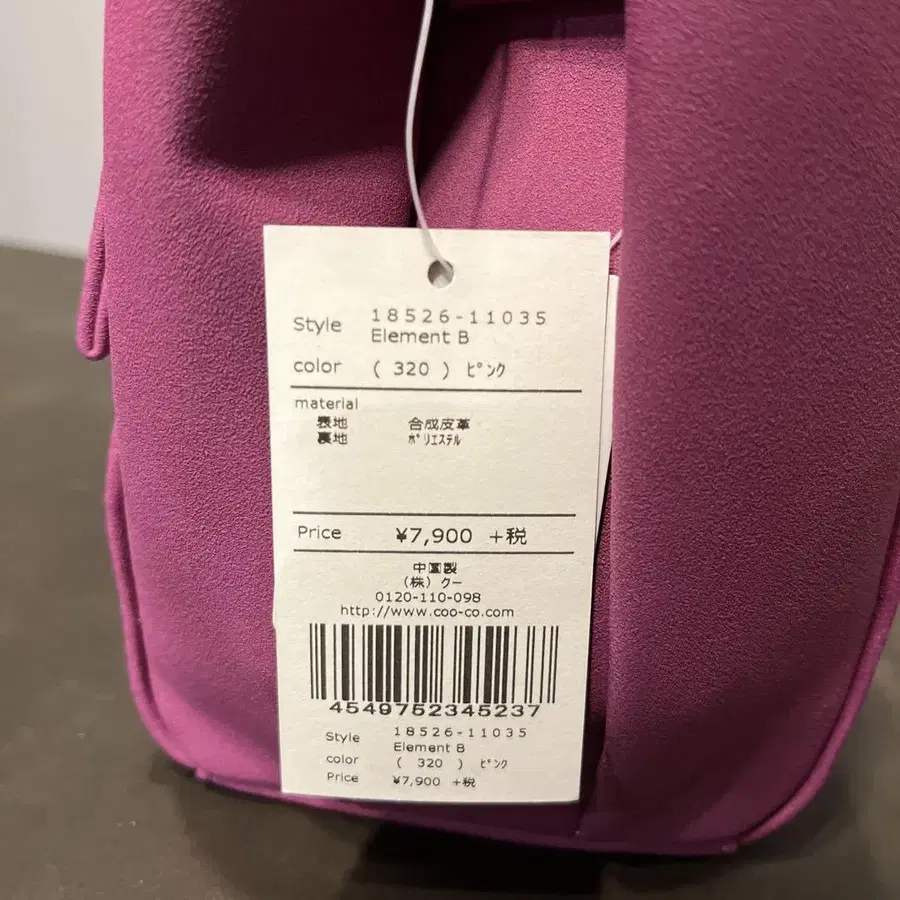 Style 18526-11035
Element B
color ( 320 ) ピンク
material
表地 合成皮革
裏地 ポリエステル
Price ¥7,900 +税
中国製
(株) クー
0120-110-098
http://www.coo-co.com
4549752345237
Style 18526-11035
Element B
color ( 320 ) ピンク
Price ¥7,900 +税